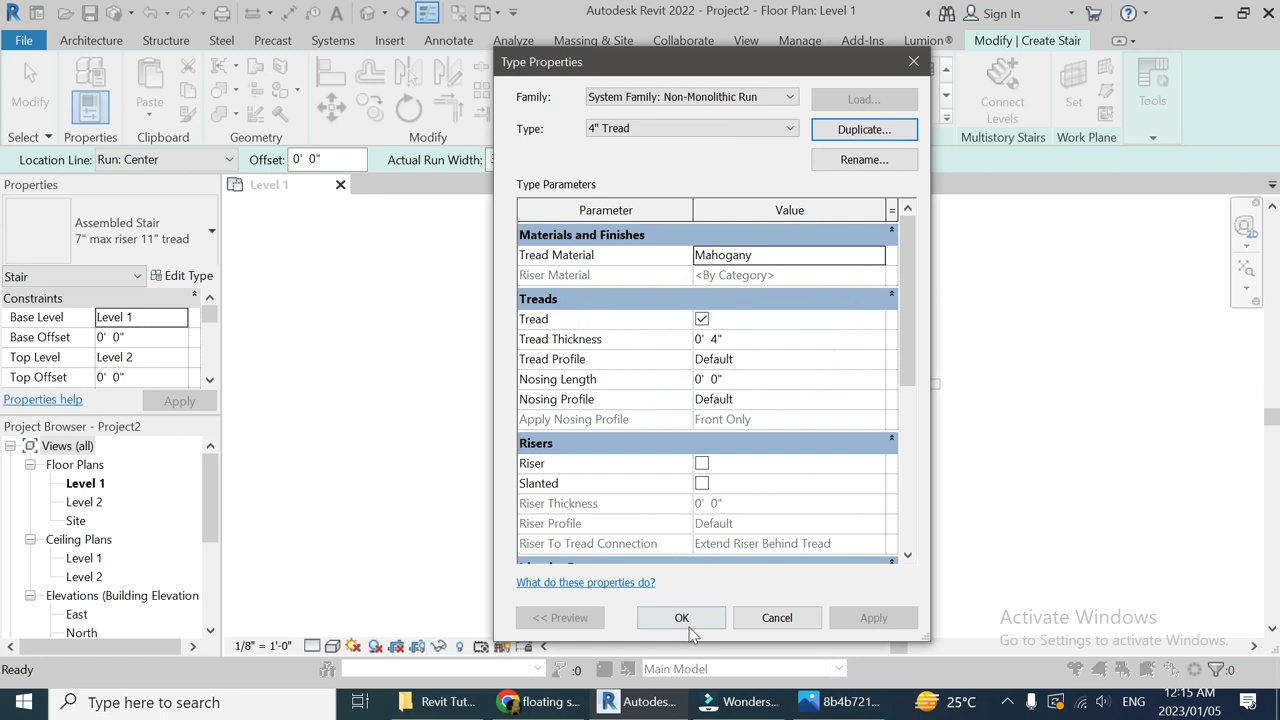 Autodesk Revit 2022 - Project2 - Floor Plan: Level 1
Sign In
File Architecture Structure Steel Precast Systems Insert Annotate Analyze Massing & Site Collaborate View Manage Add-Ins Lumion® Modify | Create Stair
Modify
Properties
Paste
Connect Levels
Set
Tools
Select Properties Clipboard Geometry Modify Multistory Stairs Work Plane
Location Line: Run: Center Offset: 0' 0" Actual Run Width:
Properties
Level 1
Assembled Stair
7" max riser 11" tread
Stair Edit Type
Constraints
Base Level Level 1
Base Offset 0' 0"
Top Level Level 2
Top Offset 0' 0"
Properties help Apply
Project Browser - Project2
Views (all)
Floor Plans
Level 1
Level 2
Site
Ceiling Plans
Level 1
Level 2
Elevations (Building Elevation
East
North
Type Properties
Family: System Family: Non-Monolithic Run Load...
Type: 4" Tread Duplicate...
Rename...
Type Parameters
Parameter Value =
Materials and Finishes
Tread Material Mahogany
Riser Material <By Category>
Treads
Tread
Tread Thickness 0' 4"
Tread Profile Default
Nosing Length 0' 0"
Nosing Profile Default
Apply Nosing Profile Front Only
Risers
Riser
Slanted
Riser Thickness 0' 0"
Riser Profile Default
Riser To Tread Connection Extend Riser Behind Tread
What do these properties do?
<< Preview OK Cancel Apply
Activate Windows
Go to Settings to activate Windows.
1/8" = 1'-0"
Ready :0 Main Model :0
Type here to search Revit Tut... floating s... Autodes... Wonders... 8b4b721... 25°C ENG 12:15 AM
2023/01/05